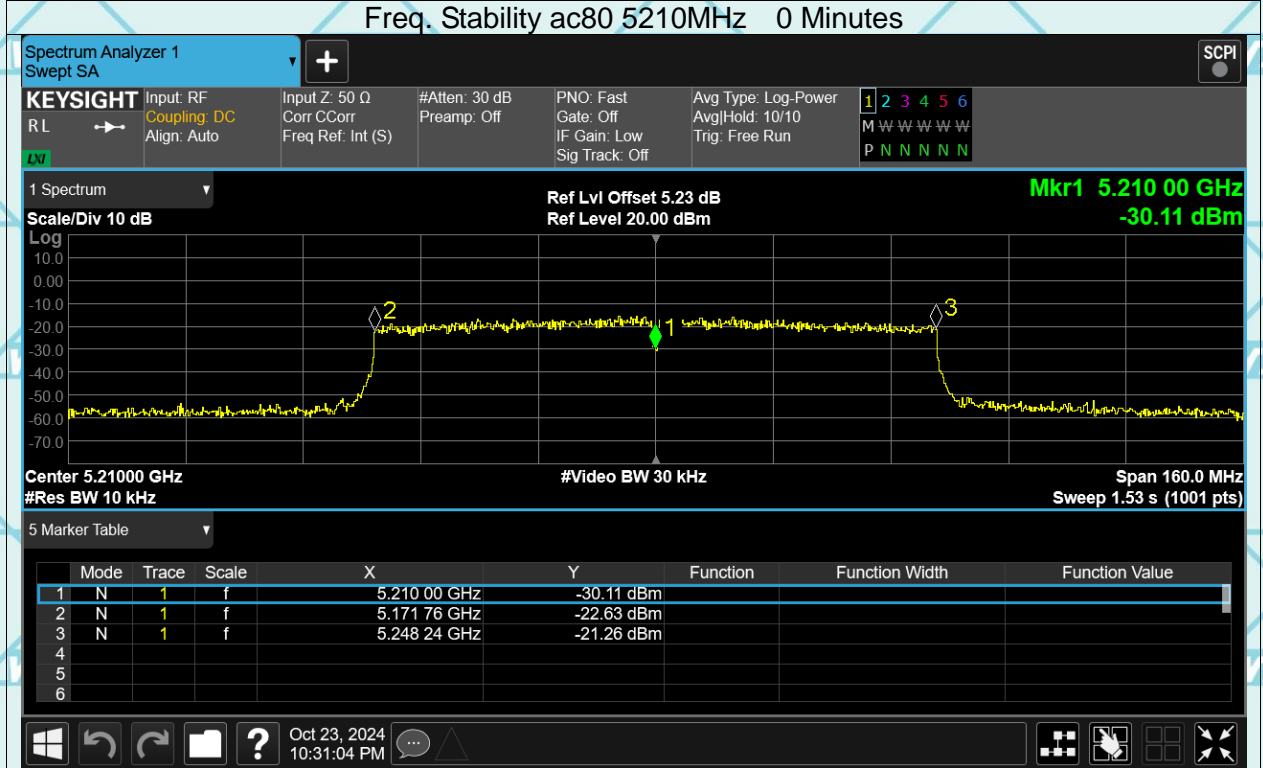 Freq. Stability ac80 5210MHz 0 Minutes
Spectrum Analyzer 1
Swept SA
SCPI
KEYSIGHT
RL
LXI
Input: RF
Coupling: DC
Align: Auto
Input Z: 50 Ω
Corr CCorr
Freq Ref: Int (S)
#Atten: 30 dB
Preamp: Off
PNO: Fast
Gate: Off
IF Gain: Low
Sig Track: Off
Avg Type: Log-Power
Avg|Hold: 10/10
Trig: Free Run
1 2 3 4 5 6
M W W W W W
P N N N N N
1 Spectrum
Ref Lvl Offset 5.23 dB
Mkr1 5.210 00 GHz
Scale/Div 10 dB
Ref Level 20.00 dBm
-30.11 dBm
Log
10.0
0.00
-10.0
-20.0
-30.0
-40.0
-50.0
-60.0
-70.0
2
1
3
Center 5.21000 GHz
#Video BW 30 kHz
Span 160.0 MHz
#Res BW 10 kHz
Sweep 1.53 s (1001 pts)
5 Marker Table
Mode Trace Scale X Y Function Function Width Function Value
1 N 1 f 5.210 00 GHz -30.11 dBm
2 N 1 f 5.171 76 GHz -22.63 dBm
3 N 1 f 5.248 24 GHz -21.26 dBm
4
5
6
?
Oct 23, 2024
10:31:04 PM